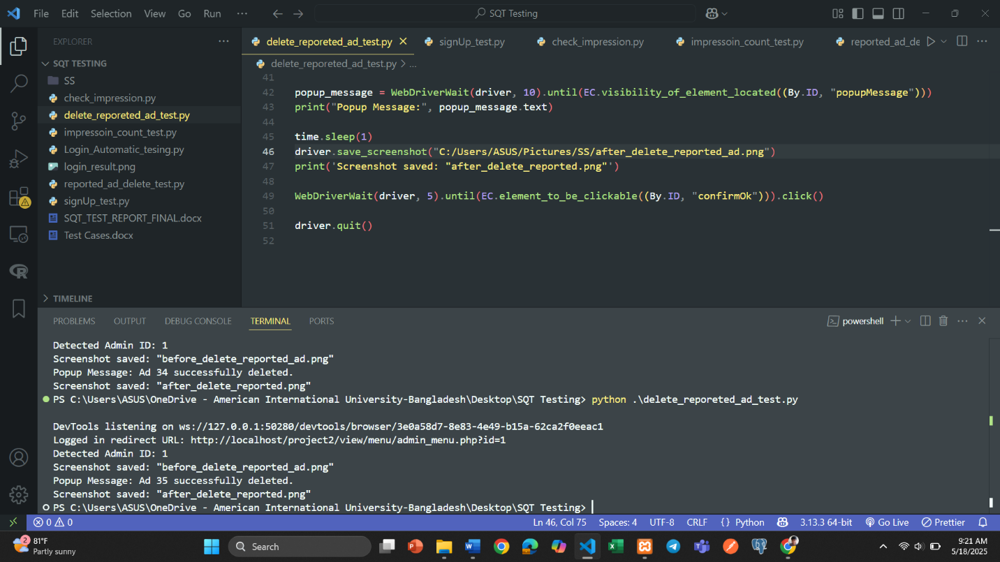 File Edit Selection View Go Run ··· SQT Testing
EXPLORER ···
SQT TESTING
SS
check_impression.py
delete_reporeted_ad_test.py
impressoin_count_test.py
Login_Automatic_tesing.py
login_result.png
reported_ad_delete_test.py
signUp_test.py
SQT_TEST_REPORT_FINAL.docx
Test Cases.docx
TIMELINE
delete_reporeted_ad_test.py signUp_test.py check_impression.py impressoin_count_test.py reported_ad_de
delete_reporeted_ad_test.py > ...
41
42 popup_message = WebDriverWait(driver, 10).until(EC.visibility_of_element_located((By.ID, "popupMessage")))
43 print("Popup Message:", popup_message.text)
44
45 time.sleep(1)
46 driver.save_screenshot("C:/Users/ASUS/Pictures/SS/after_delete_reported_ad.png")
47 print('Screenshot saved: "after_delete_reported.png"')
48
49 WebDriverWait(driver, 5).until(EC.element_to_be_clickable((By.ID, "confirmOk"))).click()
50
51 driver.quit()
52
PROBLEMS OUTPUT DEBUG CONSOLE TERMINAL PORTS powershell
Detected Admin ID: 1
Screenshot saved: "before_delete_reported_ad.png"
Popup Message: Ad 34 successfully deleted.
Screenshot saved: "after_delete_reported.png"
PS C:\Users\ASUS\OneDrive - American International University-Bangladesh\Desktop\SQT Testing> python .\delete_reporeted_ad_test.py
DevTools listening on ws://127.0.0.1:50280/devtools/browser/3e0a58d7-8e83-4e49-b15a-62ca2f0eeac1
Logged in redirect URL: http://localhost/project2/view/menu/admin_menu.php?id=1
Detected Admin ID: 1
Screenshot saved: "before_delete_reported_ad.png"
Popup Message: Ad 35 successfully deleted.
Screenshot saved: "after_delete_reported.png"
PS C:\Users\ASUS\OneDrive - American International University-Bangladesh\Desktop\SQT Testing>
0 0 Ln 46, Col 75 Spaces: 4 UTF-8 CRLF {} Python 3.13.3 64-bit Go Live Prettier
2 81°F
Partly sunny
Search
9:21 AM
5/18/2025